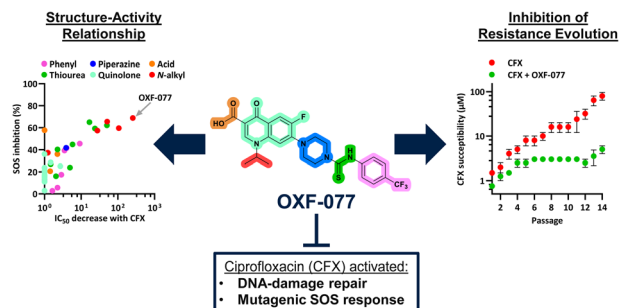 Structure-Activity
Relationship
Phenyl Piperazine Acid
Thiourea Quinolone N-alkyl
OXF-077
SOS inhibition (%)
100
80
60
40
20
0
10⁰ 10¹ 10² 10³
IC₅₀ decrease with CFX
O O
HO F
N N
N H
N
S
CF₃
OXF-077
Ciprofloxacin (CFX) activated:
• DNA-damage repair
• Mutagenic SOS response
Inhibition of
Resistance Evolution
CFX
CFX + OXF-077
CFX susceptibility (μM)
100
10
1
2 4 6 8 10 12 14
Passage